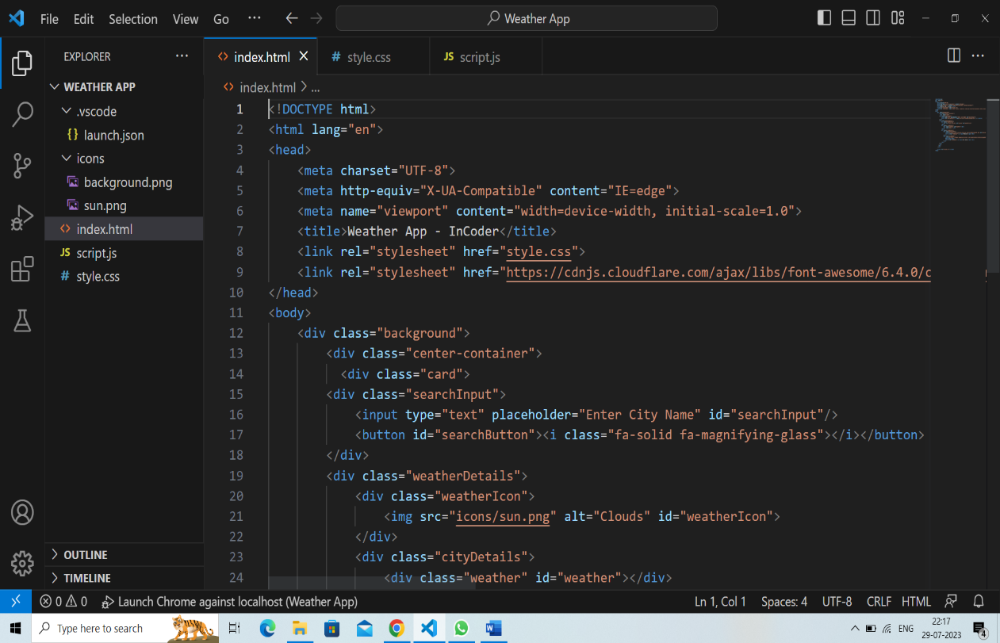 File Edit Selection View Go ··· Weather App
EXPLORER ···
index.html
style.css
script.js
WEATHER APP
.vscode
{} launch.json
icons
background.png
sun.png
index.html
JS script.js
# style.css
OUTLINE
TIMELINE
index.html > ...
1 <!DOCTYPE html>
2 <html lang="en">
3 <head>
4 <meta charset="UTF-8">
5 <meta http-equiv="X-UA-Compatible" content="IE=edge">
6 <meta name="viewport" content="width=device-width, initial-scale=1.0">
7 <title>Weather App - InCoder</title>
8 <link rel="stylesheet" href="style.css">
9 <link rel="stylesheet" href="https://cdnjs.cloudflare.com/ajax/libs/font-awesome/6.4.0/c
10 </head>
11 <body>
12 <div class="background">
13 <div class="center-container">
14 <div class="card">
15 <div class="searchInput">
16 <input type="text" placeholder="Enter City Name" id="searchInput"/>
17 <button id="searchButton"><i class="fa-solid fa-magnifying-glass"></i></button>
18 </div>
19 <div class="weatherDetails">
20 <div class="weatherIcon">
21 <img src="icons/sun.png" alt="Clouds" id="weatherIcon">
22 </div>
23 <div class="cityDetails">
24 <div class="weather" id="weather"></div>
0 0 Launch Chrome against localhost (Weather App) Ln 1, Col 1 Spaces: 4 UTF-8 CRLF HTML
Type here to search
ENG
22:17
29-07-2023
4